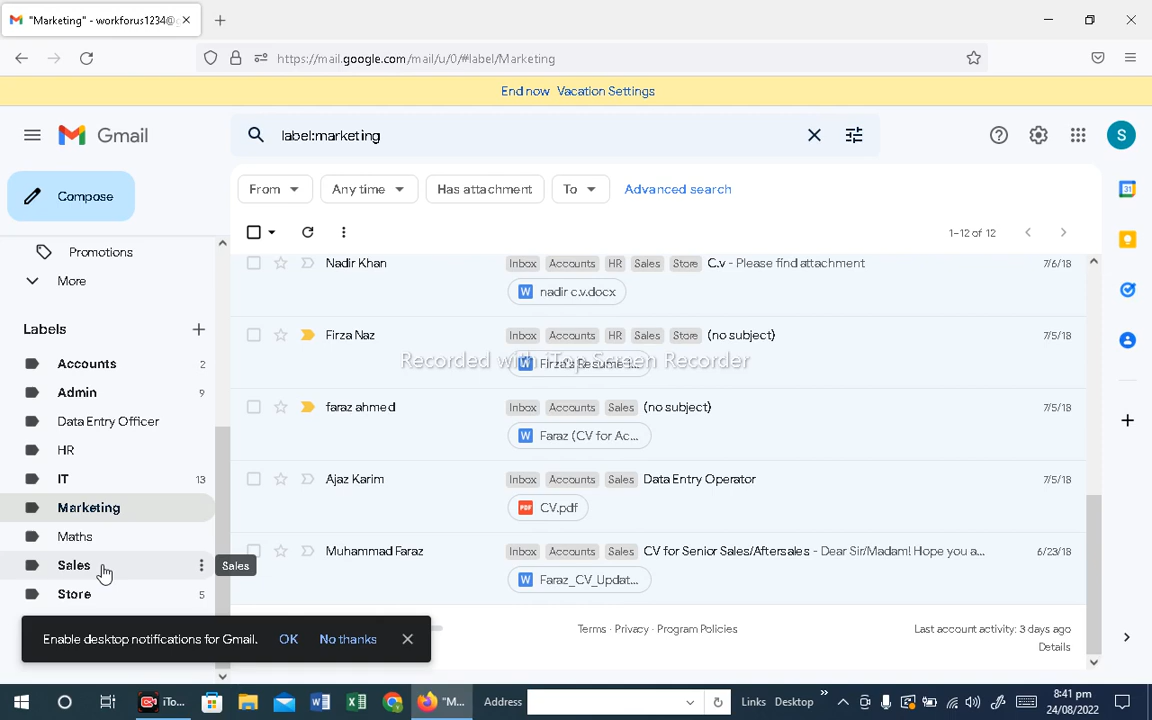 "Marketing" - workforus1234@g
https://mail.google.com/mail/u/0/#label/Marketing
End now Vacation Settings
Gmail
label:marketing
S
Compose
From Any time Has attachment To Advanced search
31
1–12 of 12
Promotions
More
Labels
Accounts 2
Admin 9
Data Entry Officer
HR
IT 13
Marketing
Maths
Sales
Store 5
Sales
Nadir Khan Inbox Accounts HR Sales Store C.v - Please find attachment 7/6/18
W nadir c.v.docx
Firza Naz Inbox Accounts HR Sales Store (no subject) 7/5/18
W Firza's Resume 1...
Recorded with iTop Screen Recorder
faraz ahmed Inbox Accounts Sales (no subject) 7/5/18
W Faraz (CV for Ac...
Ajaz Karim Inbox Accounts Sales Data Entry Operator 7/5/18
PDF CV.pdf
Muhammad Faraz Inbox Accounts Sales CV for Senior Sales/Aftersales - Dear Sir/Madam! Hope you a... 6/23/18
W Faraz_CV_Updat...
Terms · Privacy · Program Policies
Last account activity: 3 days ago
Details
Enable desktop notifications for Gmail. OK No thanks
iTo... "M... Address Links Desktop
8:41 pm
24/08/2022